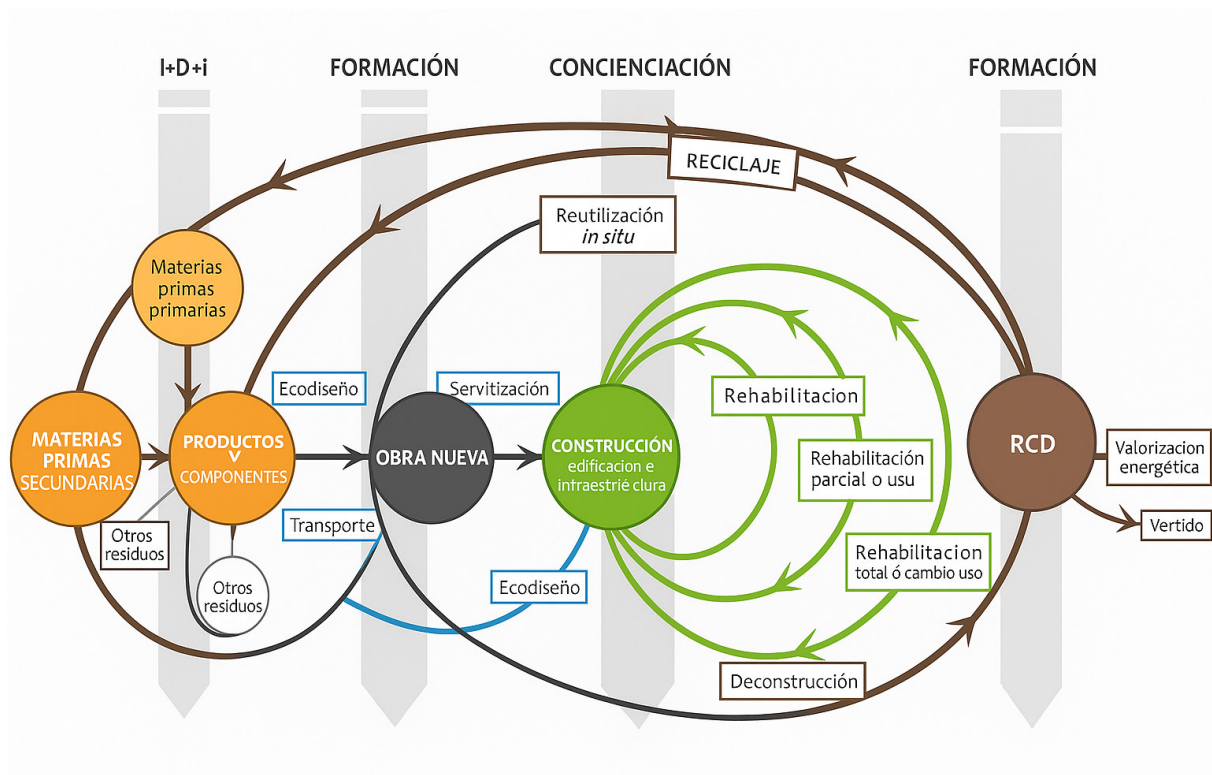 I+D+i
FORMACIÓN
CONCIENCIACIÓN
FORMACIÓN
RECICLAJE
Reutilización
in situ
Materias
primas
primarias
Ecodiseño
Servitización
Rehabilitacion
MATERIAS
PRIMAS
SECUNDARIAS
PRODUCTOS
Y
COMPONENTES
OBRA NUEVA
CONSTRUCCIÓN
edificacion e
intraestrié clura
Rehabilitación
parcial o usu
RCD
Valorizacion
energética
Otros
residuos
Transporte
Vertido
Rehabilitacion
total ó cambio uso
Otros
residuos
Ecodiseño
Deconstrucción